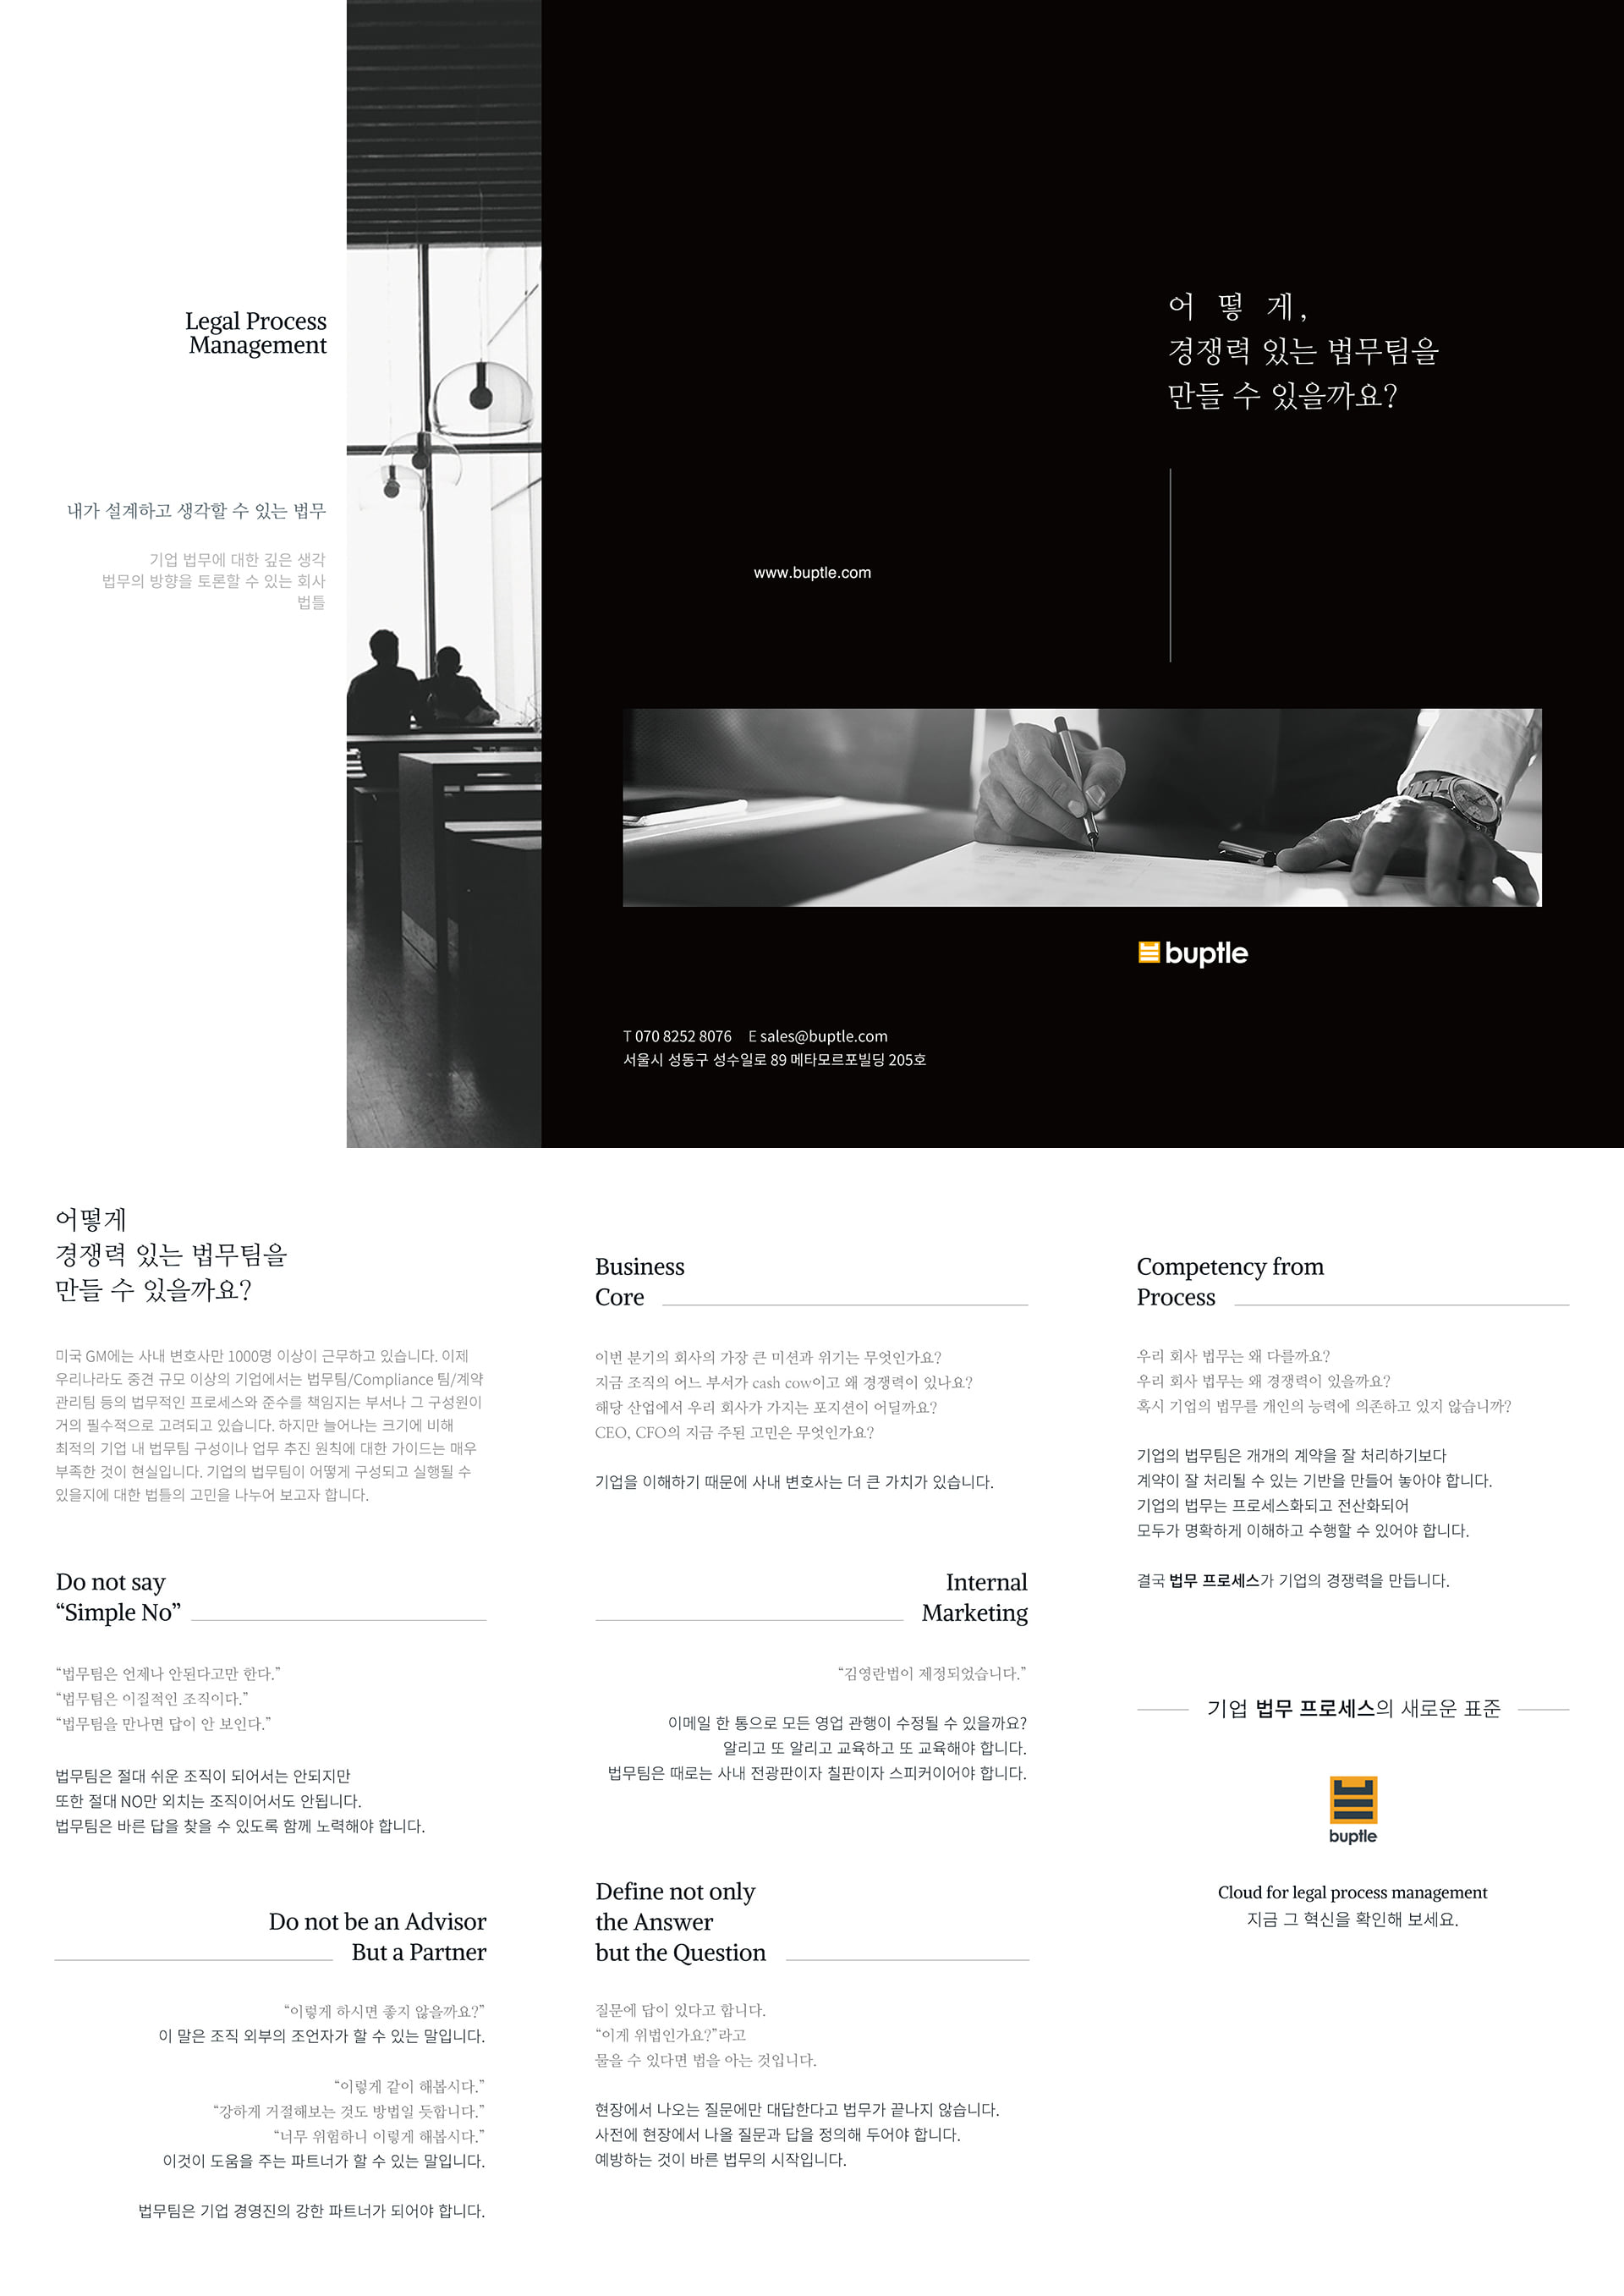 Legal Process
Management
내가 설계하고 생각할 수 있는 법무
기업 법무에 대한 깊은 생각
법무의 방향을 토론할 수 있는 회사
법틀
www.buptle.com
어 떻 게,
경쟁력 있는 법무팀을
만들 수 있을까요?
buptle
T 070 8252 8076 E sales@buptle.com
서울시 성동구 성수일로 89 메타모르포빌딩 205호
어떻게
경쟁력 있는 법무팀을
만들 수 있을까요?
미국 GM에는 사내 변호사만 1000명 이상이 근무하고 있습니다. 이제
우리나라도 중견 규모 이상의 기업에서는 법무팀/Compliance 팀/계약
관리팀 등의 법무적인 프로세스와 준수를 책임지는 부서나 그 구성원이
거의 필수적으로 고려되고 있습니다. 하지만 늘어나는 크기에 비해
최적의 기업 내 법무팀 구성이나 업무 추진 원칙에 대한 가이드는 매우
부족한 것이 현실입니다. 기업의 법무팀이 어떻게 구성되고 실행될 수
있을지에 대한 법틀의 고민을 나누어 보고자 합니다.
Do not say
“Simple No”
“법무팀은 언제나 안된다고만 한다.”
“법무팀은 이질적인 조직이다.”
“법무팀을 만나면 답이 안 보인다.”
법무팀은 절대 쉬운 조직이 되어서는 안되지만
또한 절대 NO만 외치는 조직이어서도 안됩니다.
법무팀은 바른 답을 찾을 수 있도록 함께 노력해야 합니다.
Do not be an Advisor
But a Partner
“이렇게 하시면 좋지 않을까요?”
이 말은 조직 외부의 조언자가 할 수 있는 말입니다.
“이렇게 같이 해봅시다.”
“강하게 거절해보는 것도 방법일 듯합니다.”
“너무 위험하니 이렇게 해봅시다.”
이것이 도움을 주는 파트너가 할 수 있는 말입니다.
법무팀은 기업 경영진의 강한 파트너가 되어야 합니다.
Business
Core
이번 분기의 회사의 가장 큰 미션과 위기는 무엇인가요?
지금 조직의 어느 부서가 cash cow이고 왜 경쟁력이 있나요?
해당 산업에서 우리 회사가 가지는 포지션이 어딜까요?
CEO, CFO의 지금 주된 고민은 무엇인가요?
기업을 이해하기 때문에 사내 변호사는 더 큰 가치가 있습니다.
Internal
Marketing
“김영란법이 제정되었습니다.”
이메일 한 통으로 모든 영업 관행이 수정될 수 있을까요?
알리고 또 알리고 교육하고 또 교육해야 합니다.
법무팀은 때로는 사내 전광판이자 칠판이자 스피커이어야 합니다.
Define not only
the Answer
but the Question
질문에 답이 있다고 합니다.
“이게 위법인가요?”라고
물을 수 있다면 법을 아는 것입니다.
현장에서 나오는 질문에만 대답한다고 법무가 끝나지 않습니다.
사전에 현장에서 나올 질문과 답을 정의해 두어야 합니다.
예방하는 것이 바른 법무의 시작입니다.
Competency from
Process
우리 회사 법무는 왜 다를까요?
우리 회사 법무는 왜 경쟁력이 있을까요?
혹시 기업의 법무를 개인의 능력에 의존하고 있지 않습니까?
기업의 법무팀은 개개의 계약을 잘 처리하기보다
계약이 잘 처리될 수 있는 기반을 만들어 놓아야 합니다.
기업의 법무는 프로세스화되고 전산화되어
모두가 명확하게 이해하고 수행할 수 있어야 합니다.
결국 법무 프로세스가 기업의 경쟁력을 만듭니다.
기업 법무 프로세스의 새로운 표준
buptle
Cloud for legal process management
지금 그 혁신을 확인해 보세요.